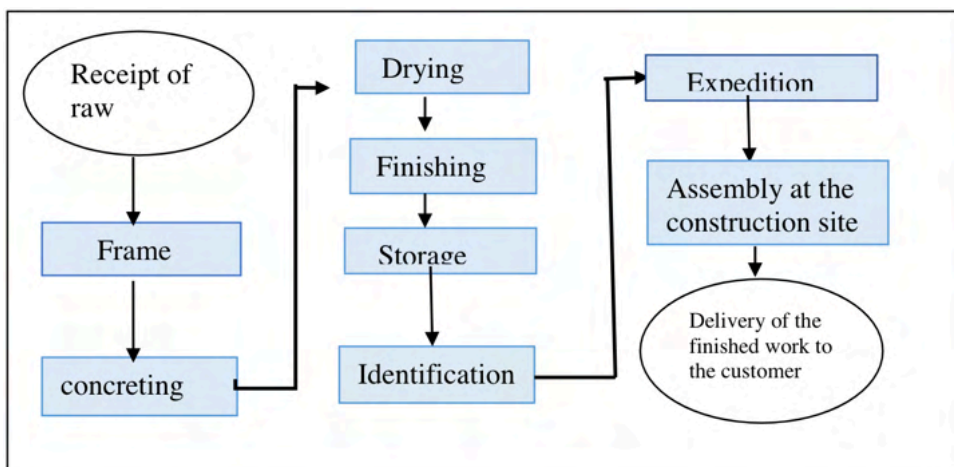 Receipt of
raw
Frame
concreting
Drying
Finishing
Storage
Identification
Expedition
Assembly at the
construction site
Delivery of the
finished work to
the customer